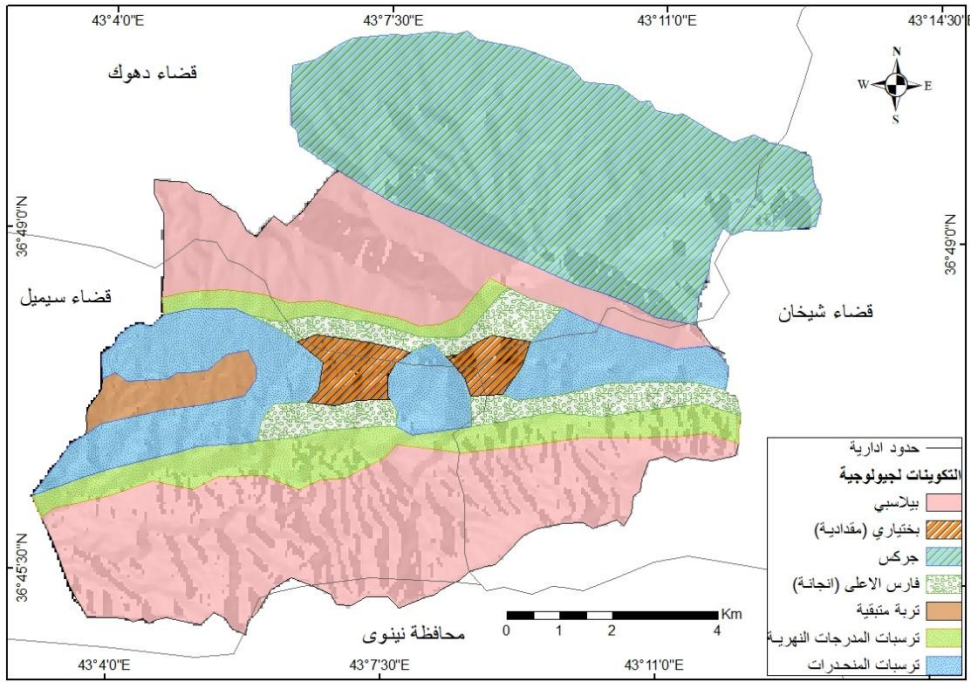 43°4'0"E
43°7'30"E
43°11'0"E
43°14'30"E
قضاء دهوك
N
W
E
S
36°49'0"N
36°49'0"N
قضاء سيميل
قضاء شيخان
حدود ادارية
التكوينات لجيولوجية
بيلاسبي
بختياري (مقدادية)
جركس
فارس الاعلى (انجانة)
تربة متبقية
ترسبات المدرجات النهرية
ترسبات المنحدرات
36°45'30"N
محافظة نينوى
Km
0 1 2 4
43°4'0"E
43°7'30"E
43°11'0"E